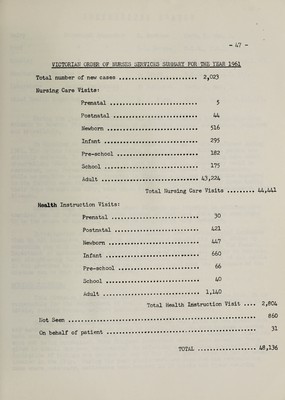 - 47 -
VICTORIAN ORDER OF NURSES SERVICES SUMMARY FOR THE YEAR 1961
Total number of new cases .................... 2,023
Nursing Care Visits:
Prenatal .......................... 5
Postnatal ......................... 44
Newborn ........................... 516
Infant ............................ 295
Pre-school ........................ 182
School ............................ 175
Adult ............................. 43,224
Total Nursing Care Visits ......... 44,441
Health Instruction Visits:
Prenatal .......................... 30
Postnatal ......................... 421
Newborn ........................... 447
Infant ............................ 660
Pre-school ........................ 66
School ............................ 40
Adult ............................. 1,140
Total Health Instruction Visit .... 2,804
Not Seen .................................................. 860
On behalf of patient ...................................... 31
TOTAL .................. 48,136